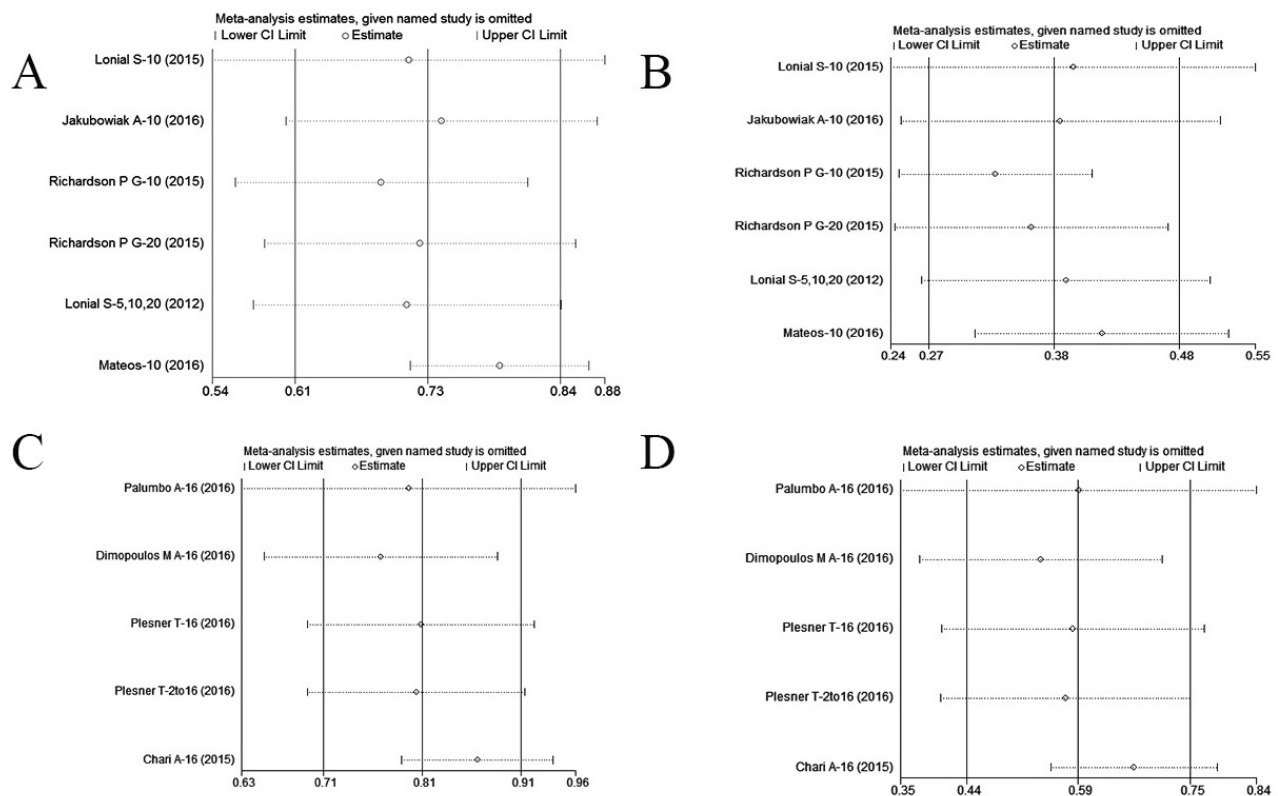 A
Meta-analysis estimates, given named study is omitted
| Lower CI Limit ○ Estimate | Upper CI Limit
Lonial S-10 (2015)
Jakubowiak A-10 (2016)
Richardson P G-10 (2015)
Richardson P G-20 (2015)
Lonial S-5,10,20 (2012)
Mateos-10 (2016)
0.54 0.61 0.73 0.84 0.88
B
Meta-analysis estimates, given named study is omitted
| Lower CI Limit ○ Estimate | Upper CI Limit
Lonial S-10 (2015)
Jakubowiak A-10 (2016)
Richardson P G-10 (2015)
Richardson P G-20 (2015)
Lonial S-5,10,20 (2012)
Mateos-10 (2016)
0.24 0.27 0.38 0.48 0.55
C
Meta-analysis estimates, given named study is omitted
| Lower CI Limit ○ Estimate | Upper CI Limit
Palumbo A-16 (2016)
Dimopoulos M A-16 (2016)
Plesner T-16 (2016)
Plesner T-2to16 (2016)
Chari A-16 (2015)
0.63 0.71 0.81 0.91 0.96
D
Meta-analysis estimates, given named study is omitted
| Lower CI Limit ○ Estimate | Upper CI Limit
Palumbo A-16 (2016)
Dimopoulos M A-16 (2016)
Plesner T-16 (2016)
Plesner T-2to16 (2016)
Chari A-16 (2015)
0.35 0.44 0.59 0.75 0.84